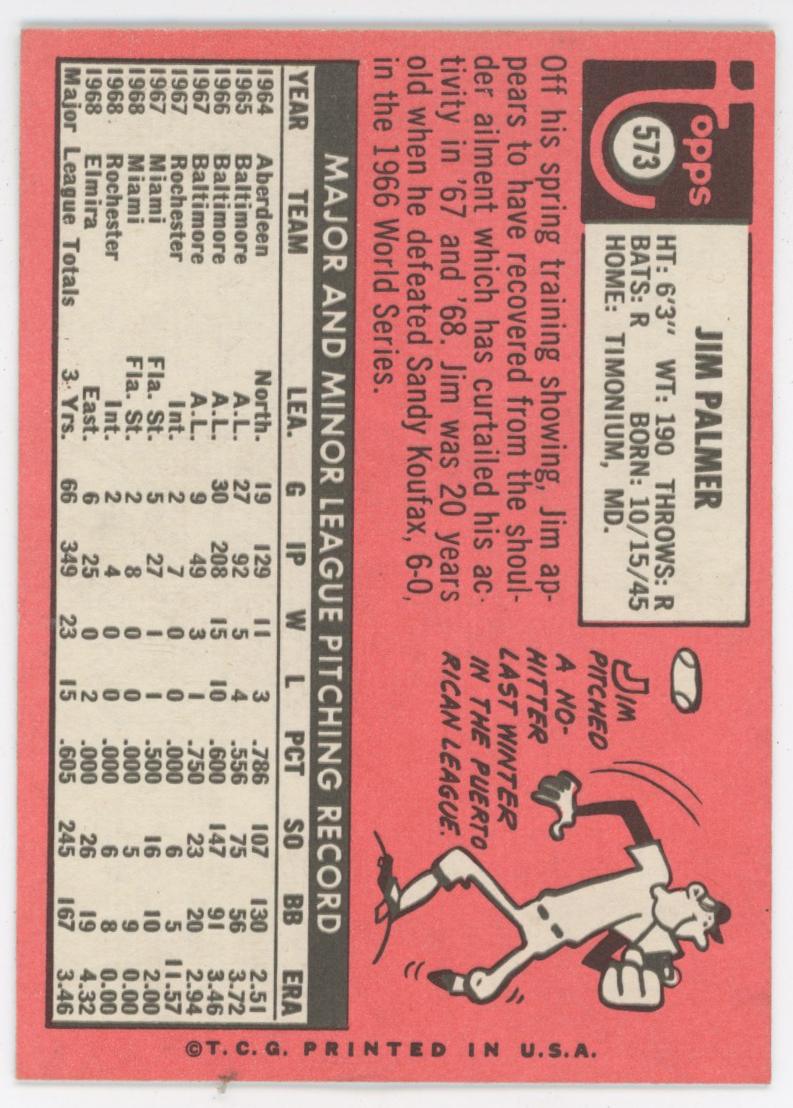 Topps
573
JIM PALMER
HT: 6'3" WT: 190 THROWS: R
BATS: R BORN: 10/15/45
HOME: TIMONIUM, MD.
Off his spring training showing, Jim ap-
pears to have recovered from the shoul-
der ailment which has curtailed his ac-
tivity in '67 and '68. Jim was 20 years
old when he defeated Sandy Koufax, 6-0,
in the 1966 World Series.
JIM
PITCHED
A NO-
HITTER
LAST WINTER
IN THE PUERTO
RICAN LEAGUE.
MAJOR AND MINOR LEAGUE PITCHING RECORD
YEAR TEAM LEA. G IP W L PCT SO BB ERA
1964 Aberdeen North. 19 129 11 3 .786 107 130 2.51
1965 Baltimore A.L. 27 92 5 4 .556 75 56 3.72
1966 Baltimore A.L. 30 208 15 10 .600 147 91 3.46
1967 Baltimore A.L. 9 49 3 1 .750 23 20 2.94
1967 Rochester Int. 2 7 0 0 .000 6 5 11.57
1967 Miami Fla. St. 5 27 1 1 .500 16 10 2.00
1968 Miami Fla. St. 2 8 0 0 .000 5 9 0.00
1968 Rochester Int. 2 4 0 0 .000 6 8 0.00
1968 Elmira East. 6 25 0 2 .000 26 19 4.32
Major League Totals 3 Yrs. 66 349 23 15 .605 245 167 3.46
©T.C.G. PRINTED IN U.S.A.